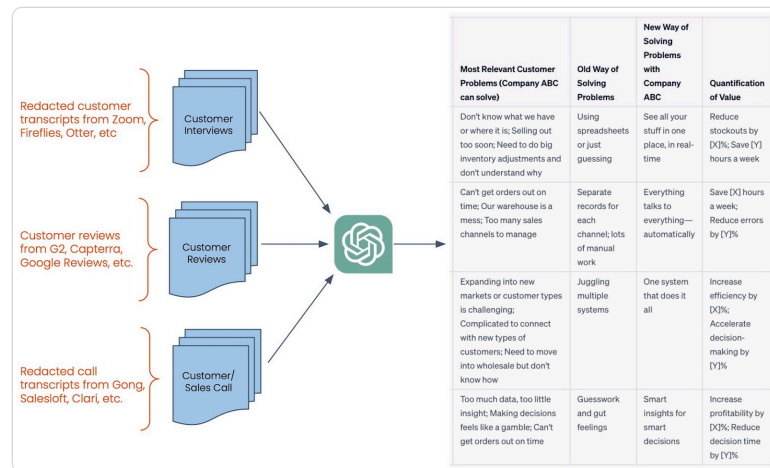 Redacted customer
transcripts from Zoom,
Fireflies, Otter, etc
Customer
Interviews
Customer reviews
from G2, Capterra,
Google Reviews, etc.
Customer
Reviews
Redacted call
transcripts from Gong,
Salesloft, Clari, etc.
Customer/
Sales Call
Most Relevant Customer
Problems (Company ABC
can solve)
Old Way of
Solving
Problems
New Way of
Solving
Problems
with
Company
ABC
Quantification
of Value
Don't know what we have
or where it is; Selling out
too soon; Need to do big
inventory adjustments and
don't understand why
Using
spreadsheets
or just
guessing
See all your
stuff in one
place, in real-
time
Reduce
stockouts by
[X]%; Save [Y]
hours a week
Can't get orders out on
time; Our warehouse is a
mess; Too many sales
channels to manage
Separate
records for
each
channel; lots
of manual
work
Everything
talks to
everything—
automatically
Save [X] hours
a week;
Reduce errors
by [Y]%
Expanding into new
markets or customer types
is challenging;
Complicated to connect
with new types of
customers; Need to move
into wholesale but don't
know how
Juggling
multiple
systems
One system
that does it
all
Increase
efficiency by
[X]%;
Accelerate
decision-
making by
[Y]%
Too much data, too little
insight; Making decisions
feels like a gamble; Can't
get orders out on time
Guesswork
and gut
feelings
Smart
insights for
smart
decisions
Increase
profitability by
[X]%; Reduce
decision time
by [Y]%